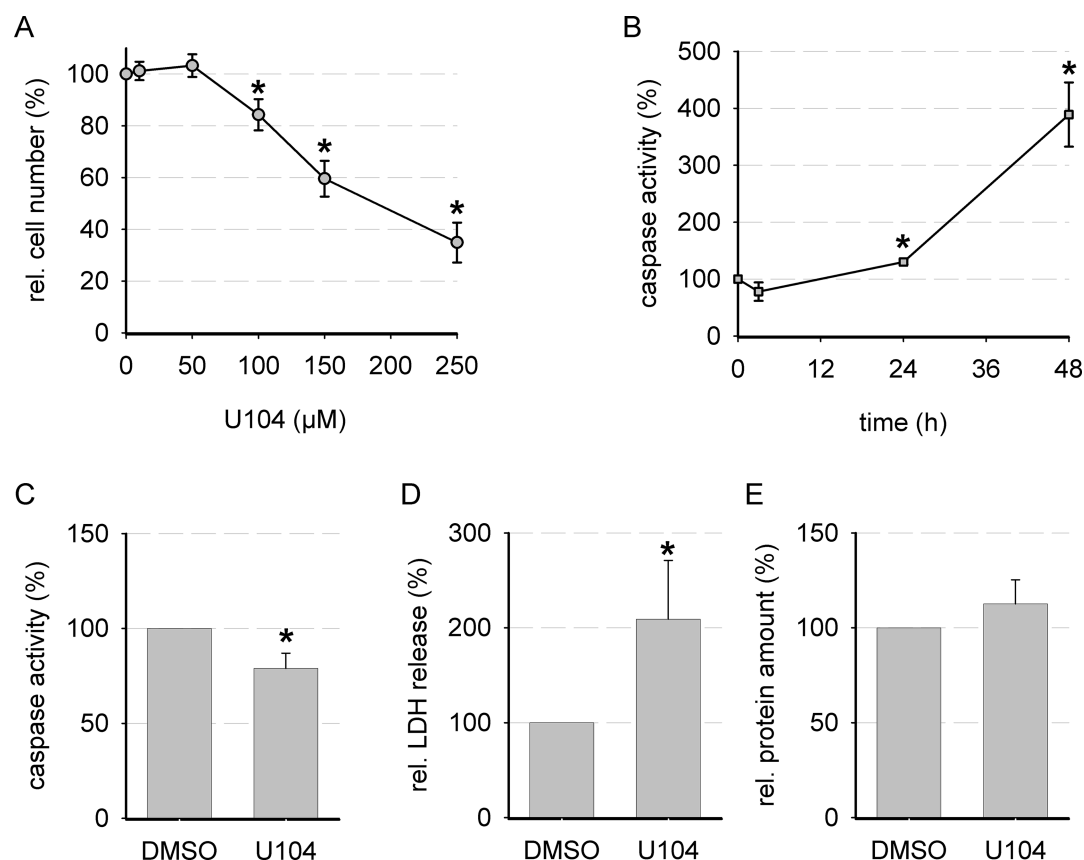 A
rel. cell number (%)
100
80
60
40
20
0
*
*
*
0 50 100 150 200 250
U104 (µM)
B
caspase activity (%)
500
400
300
200
100
0
*
*
0 12 24 36 48
time (h)
C
caspase activity (%)
150
100
50
0
*
DMSO U104
D
rel. LDH release (%)
300
200
100
0
*
DMSO U104
E
rel. protein amount (%)
150
100
50
0
DMSO U104